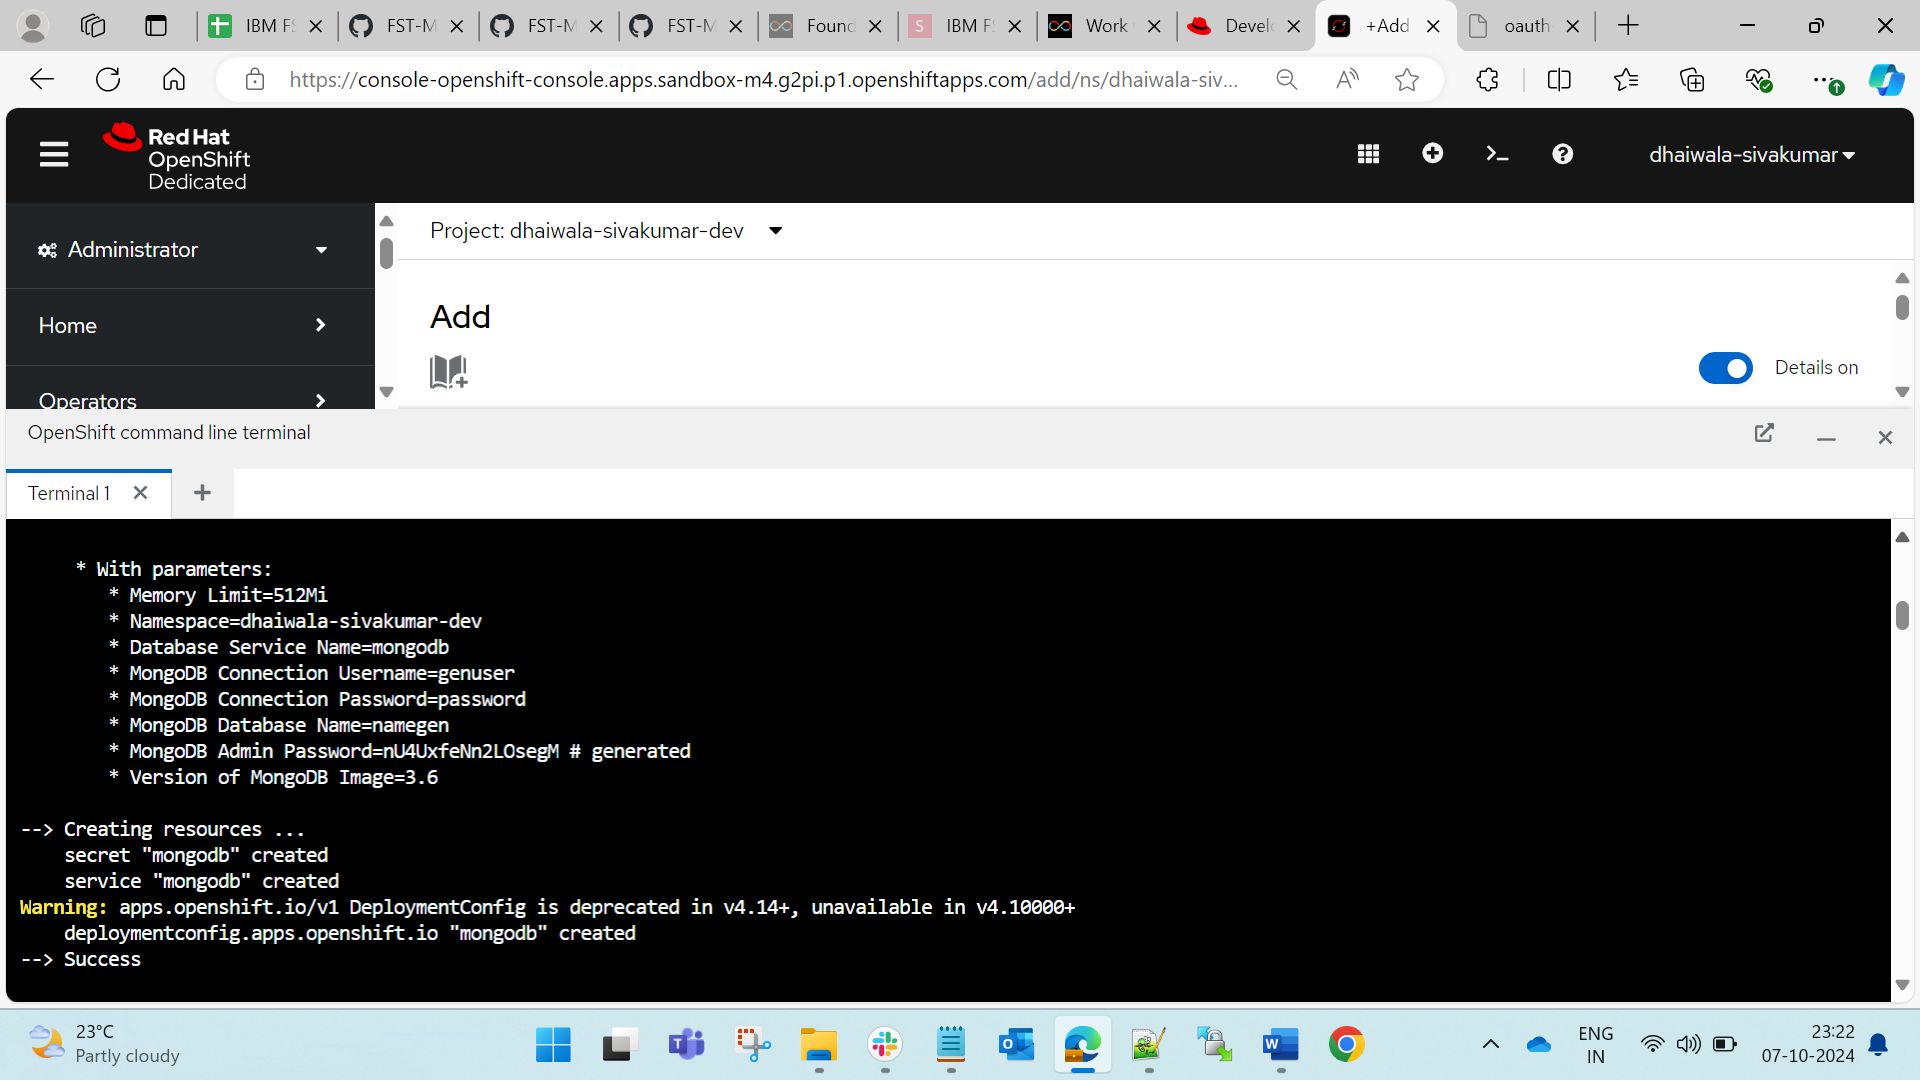 IBM FS
FST-M
FST-M
FST-M
Found
IBM F
Work
Develo
+Add
oauth
https://console-openshift-console.apps.sandbox-m4.g2pi.p1.openshiftapps.com/add/ns/dhaiwala-siv...
Red Hat
OpenShift
Dedicated
dhaiwala-sivakumar
Administrator
Home
Operators
Project: dhaiwala-sivakumar-dev
Add
Details on
OpenShift command line terminal
Terminal 1
* With parameters:
* Memory Limit=512Mi
* Namespace=dhaiwala-sivakumar-dev
* Database Service Name=mongodb
* MongoDB Connection Username=genuser
* MongoDB Connection Password=password
* MongoDB Database Name=namegen
* MongoDB Admin Password=nU4UxfeNn2LOsegM # generated
* Version of MongoDB Image=3.6
--> Creating resources ...
secret "mongodb" created
service "mongodb" created
Warning: apps.openshift.io/v1 DeploymentConfig is deprecated in v4.14+, unavailable in v4.10000+
deploymentconfig.apps.openshift.io "mongodb" created
--> Success
23°C
Partly cloudy
ENG
IN
23:22
07-10-2024